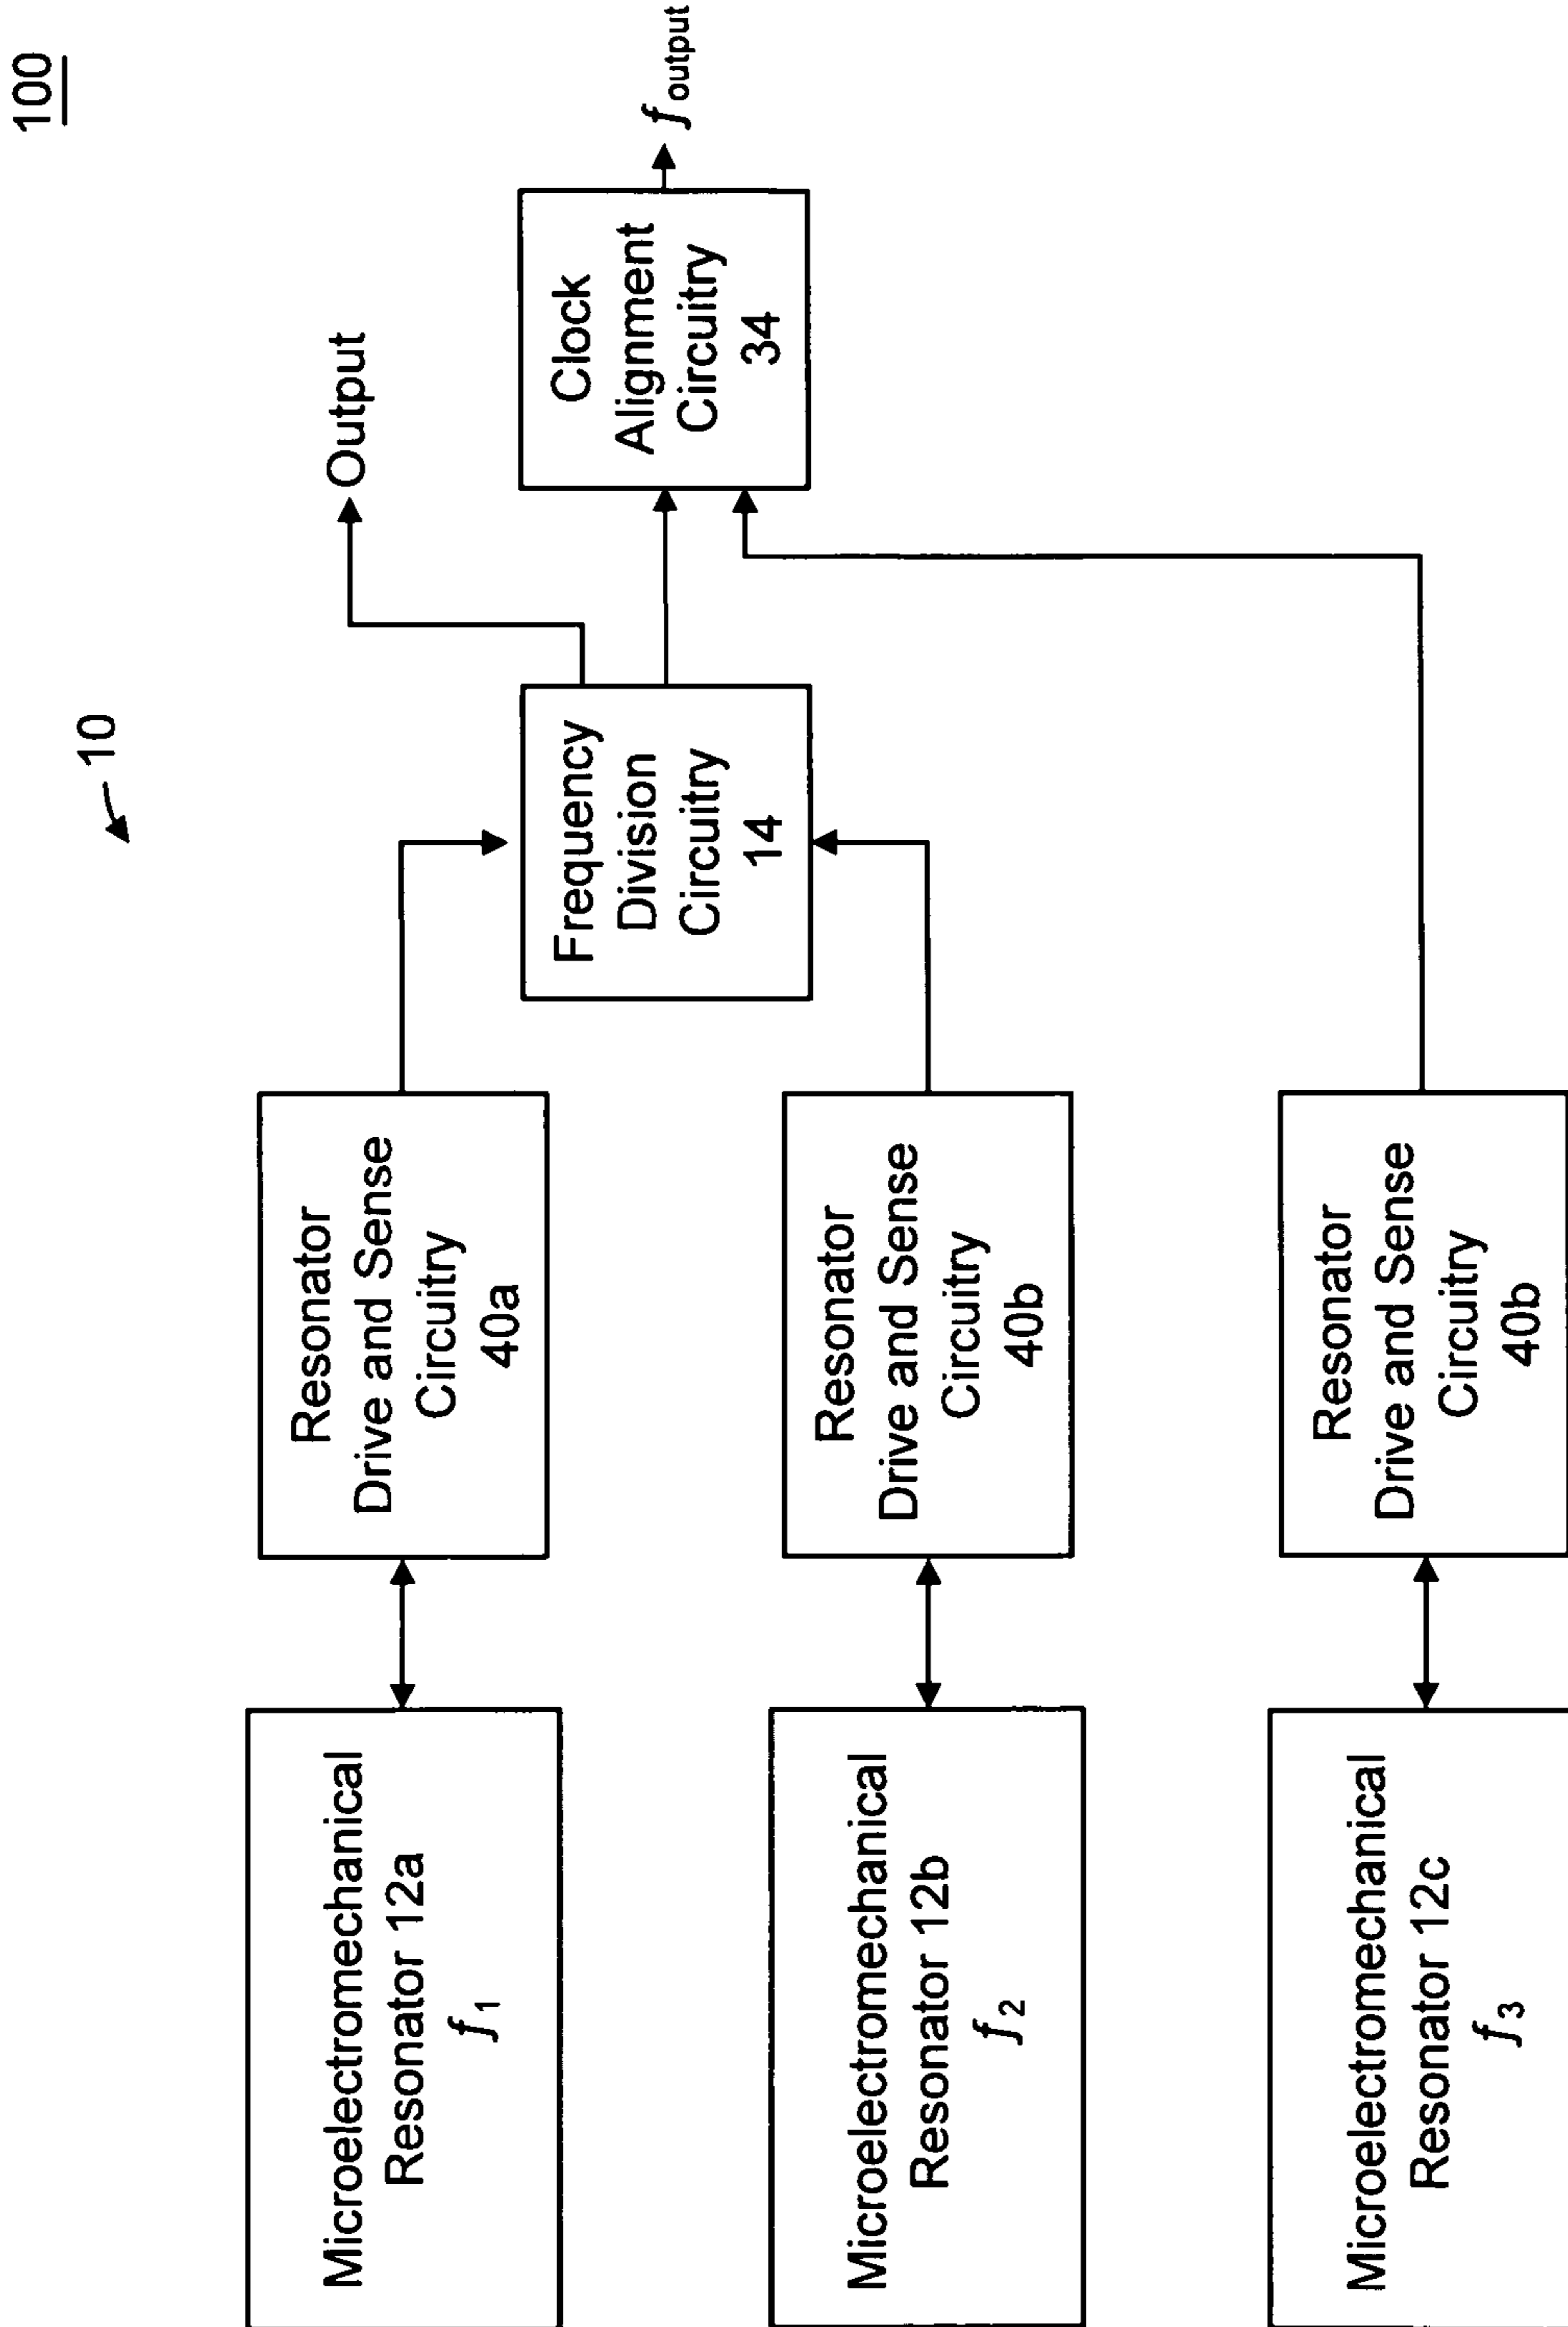 100
10
Microelectromechanical
Resonator 12a
f1
Resonator
Drive and Sense
Circuitry
40a
Output
Frequency
Division
Circuitry
14
Clock
Alignment
Circuitry
34
f output
Microelectromechanical
Resonator 12b
f2
Resonator
Drive and Sense
Circuitry
40b
Microelectromechanical
Resonator 12c
f3
Resonator
Drive and Sense
Circuitry
40b